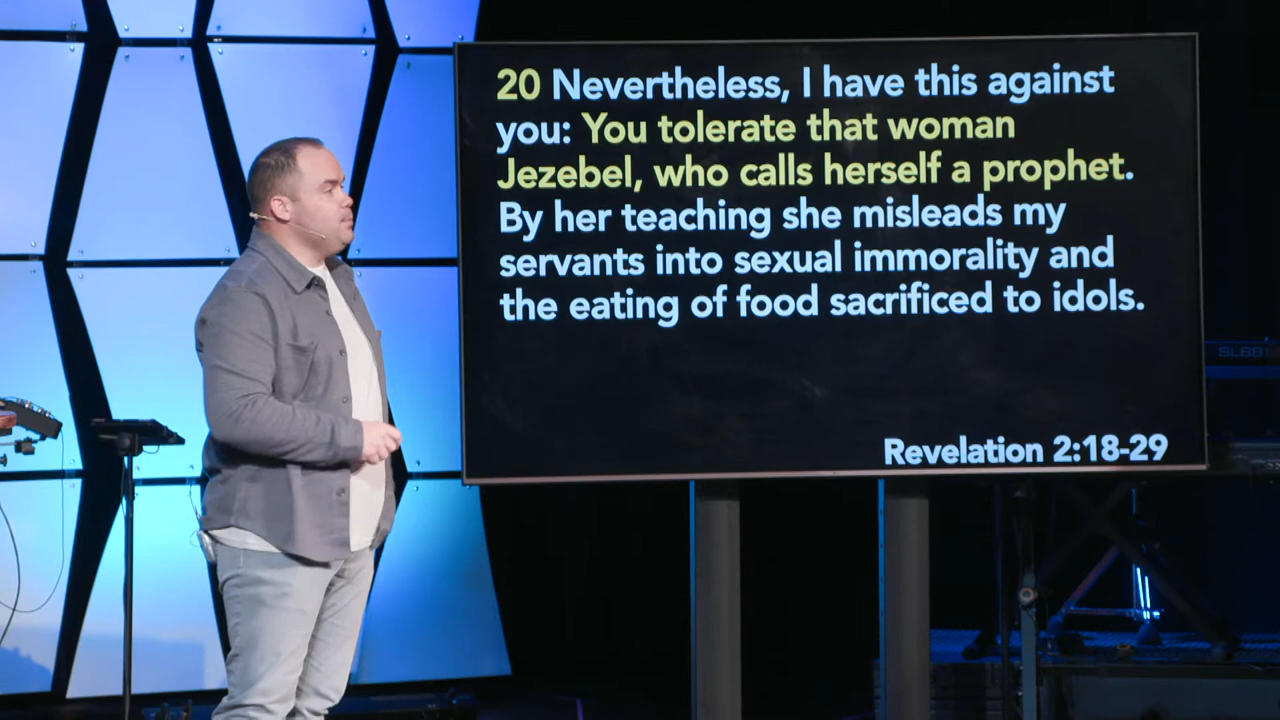 20 Nevertheless, I have this against
you: You tolerate that woman
Jezebel, who calls herself a prophet.
By her teaching she misleads my
servants into sexual immorality and
the eating of food sacrificed to idols.
Revelation 2:18-29